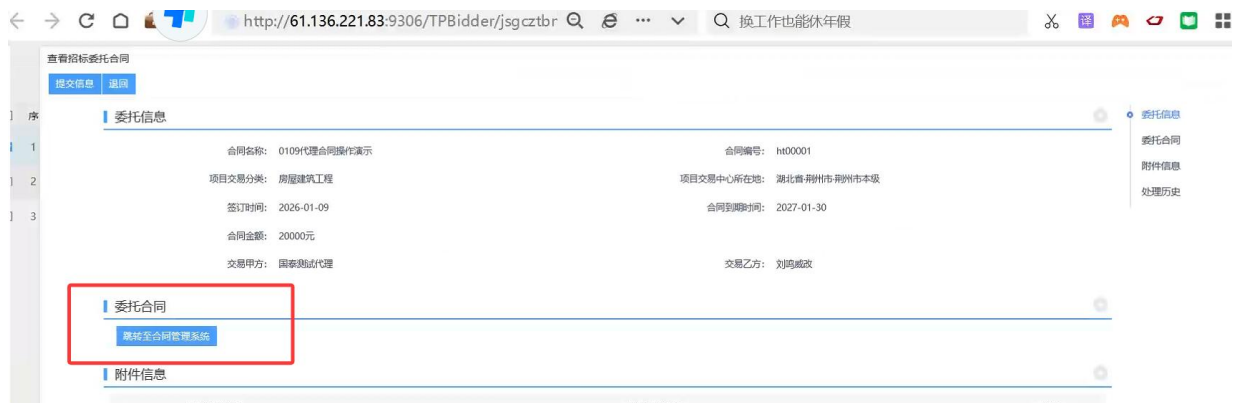 http://61.136.221.83:9306/TPBidder/jsgcztbr
换工作也能休年假
译
查看招标委托合同
提交信息 退回
序
1
2
3
委托信息
合同名称: 0109代理合同操作演示 合同编号: ht00001
项目交易分类: 房屋建筑工程 项目交易中心所在地: 湖北省·荆州市·荆州市本级
签订时间: 2026-01-09 合同到期时间: 2027-01-30
合同金额: 20000元
交易甲方: 国泰测试代理 交易乙方: 刘鸣威改
委托合同
跳转至合同管理系统
附件信息
委托信息
委托合同
附件信息
处理历史